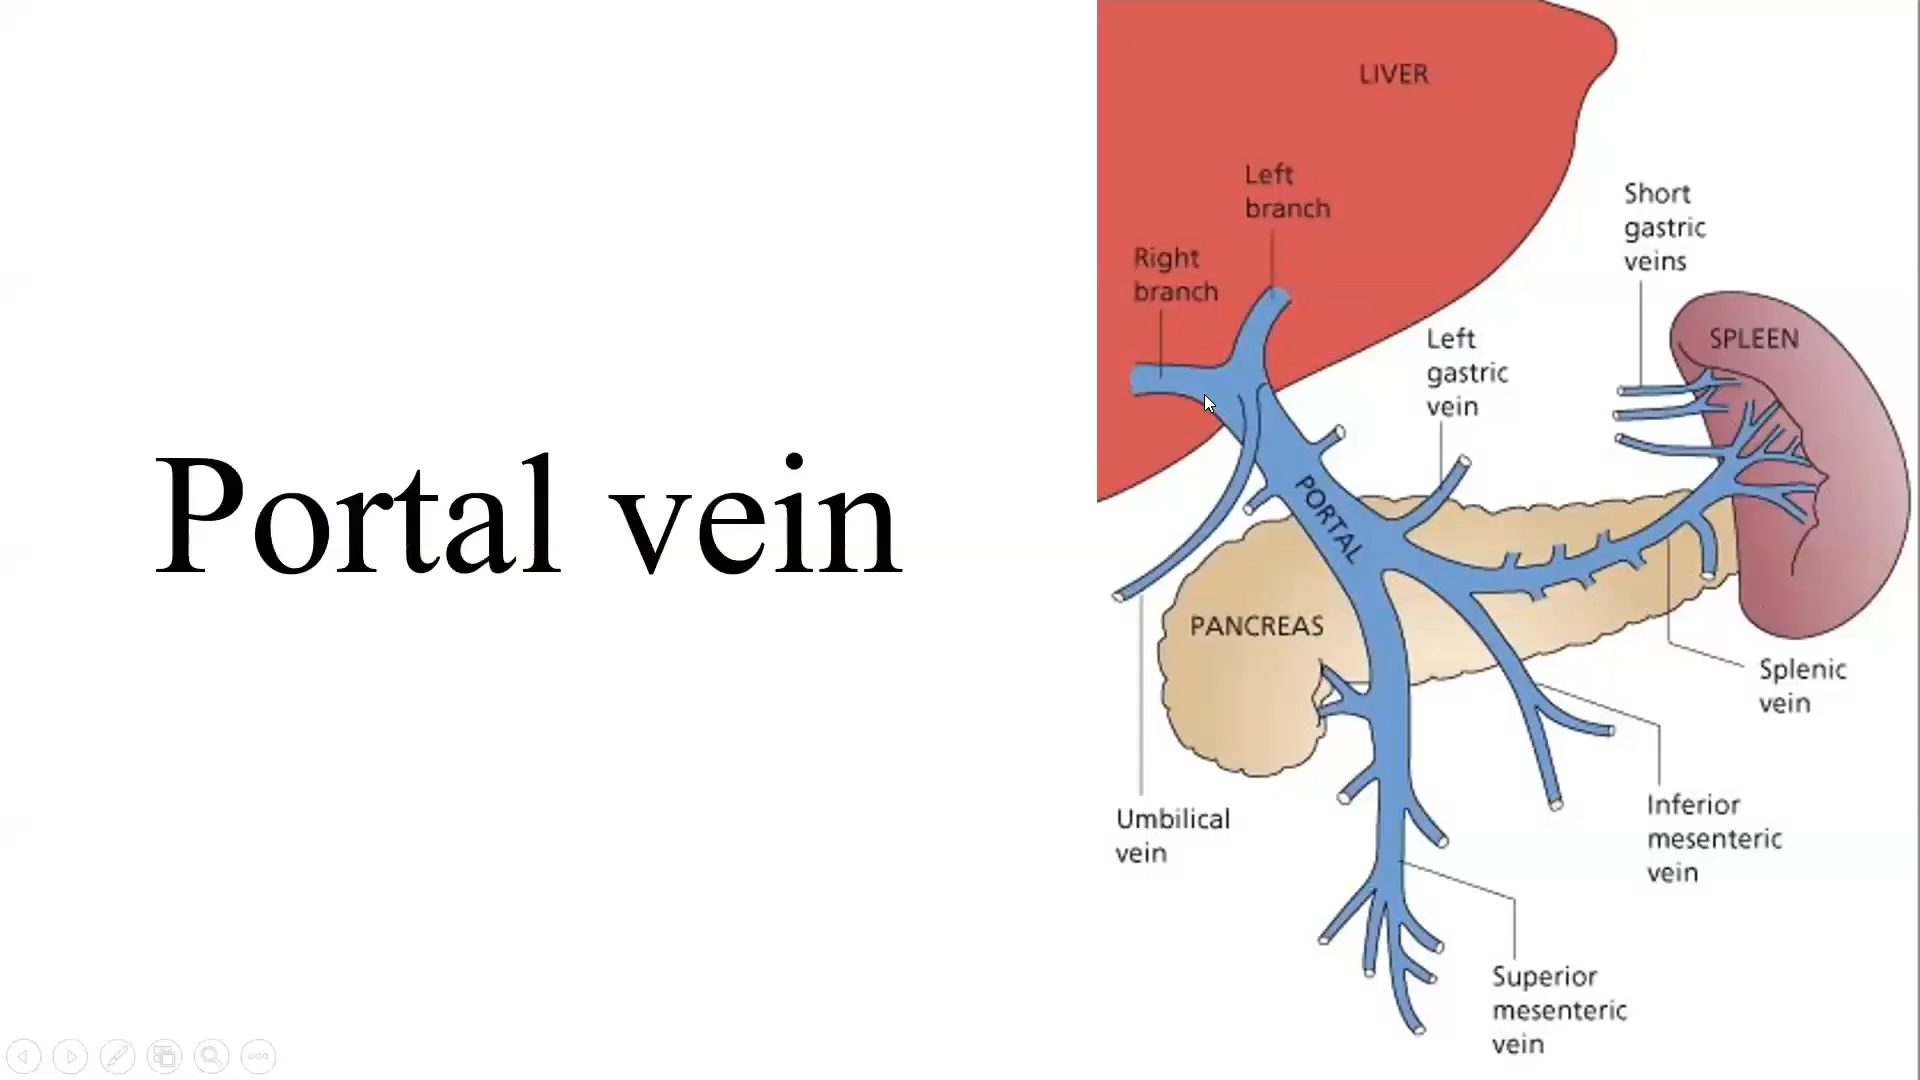 Portal vein
LIVER
Left
branch
Right
branch
Short
gastric
veins
SPLEEN
Left
gastric
vein
PORTAL
PANCREAS
Splenic
vein
Umbilical
vein
Inferior
mesenteric
vein
Superior
mesenteric
vein